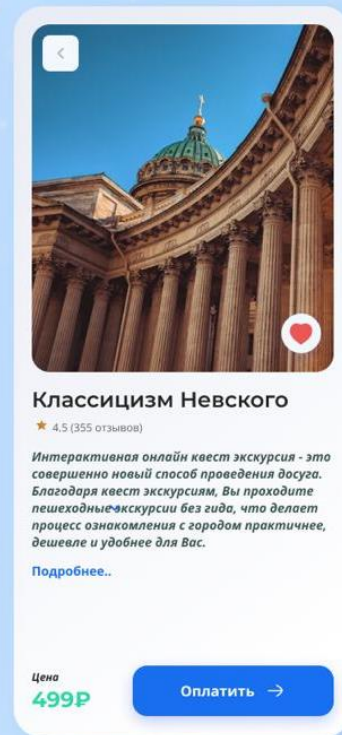 Классицизм Невского
4.5 (355 отзывов)
Интерактивная онлайн квест экскурсия - это
совершенно новый способ проведения досуга.
Благодаря квест экскурсиям, Вы проходите
пешеходные экскурсии без гида, что делает
процесс ознакомления с городом практичнее,
дешевле и удобнее для Вас.
Подробнее..
Цена
499₽
Оплатить →